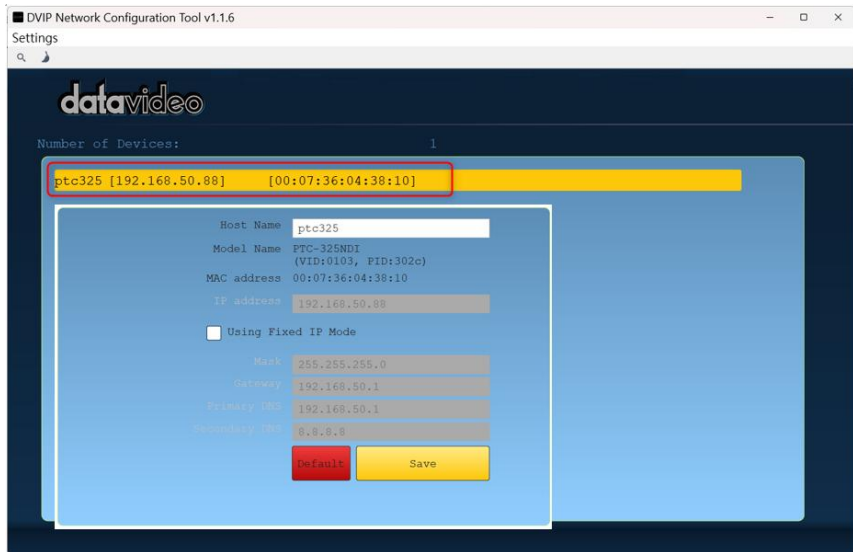 DVIP Network Configuration Tool v1.1.6
Settings
datavideo
Number of Devices: 1
ptc325 [192.168.50.88] [00:07:36:04:38:10]
Host Name ptc325
Model Name PTC-325NDI
(VID:0103, PID:302c)
MAC address 00:07:36:04:38:10
IP address 192.168.50.88
Using Fixed IP Mode
Mask 255.255.255.0
Gateway 192.168.50.1
Primary DNS 192.168.50.1
Secondary DNS 8.8.8.8
Default Save